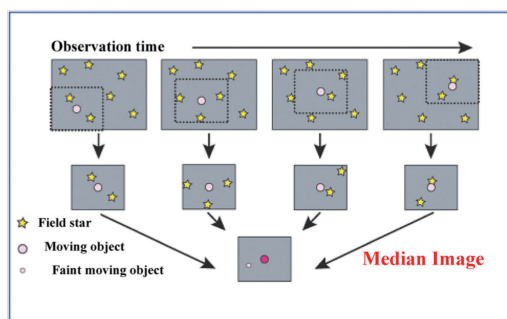 Observation time
Field star
Moving object
Faint moving object
Median Image